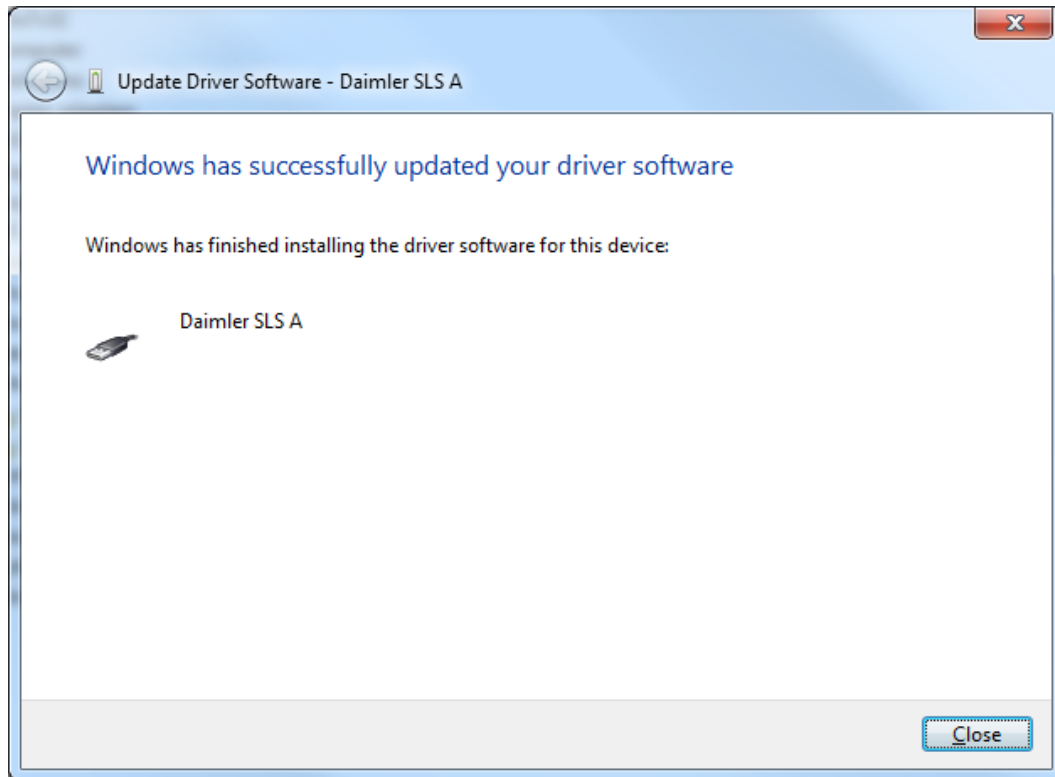 Update Driver Software - Daimler SLS A
Windows has successfully updated your driver software
Windows has finished installing the driver software for this device:
Daimler SLS A
Close